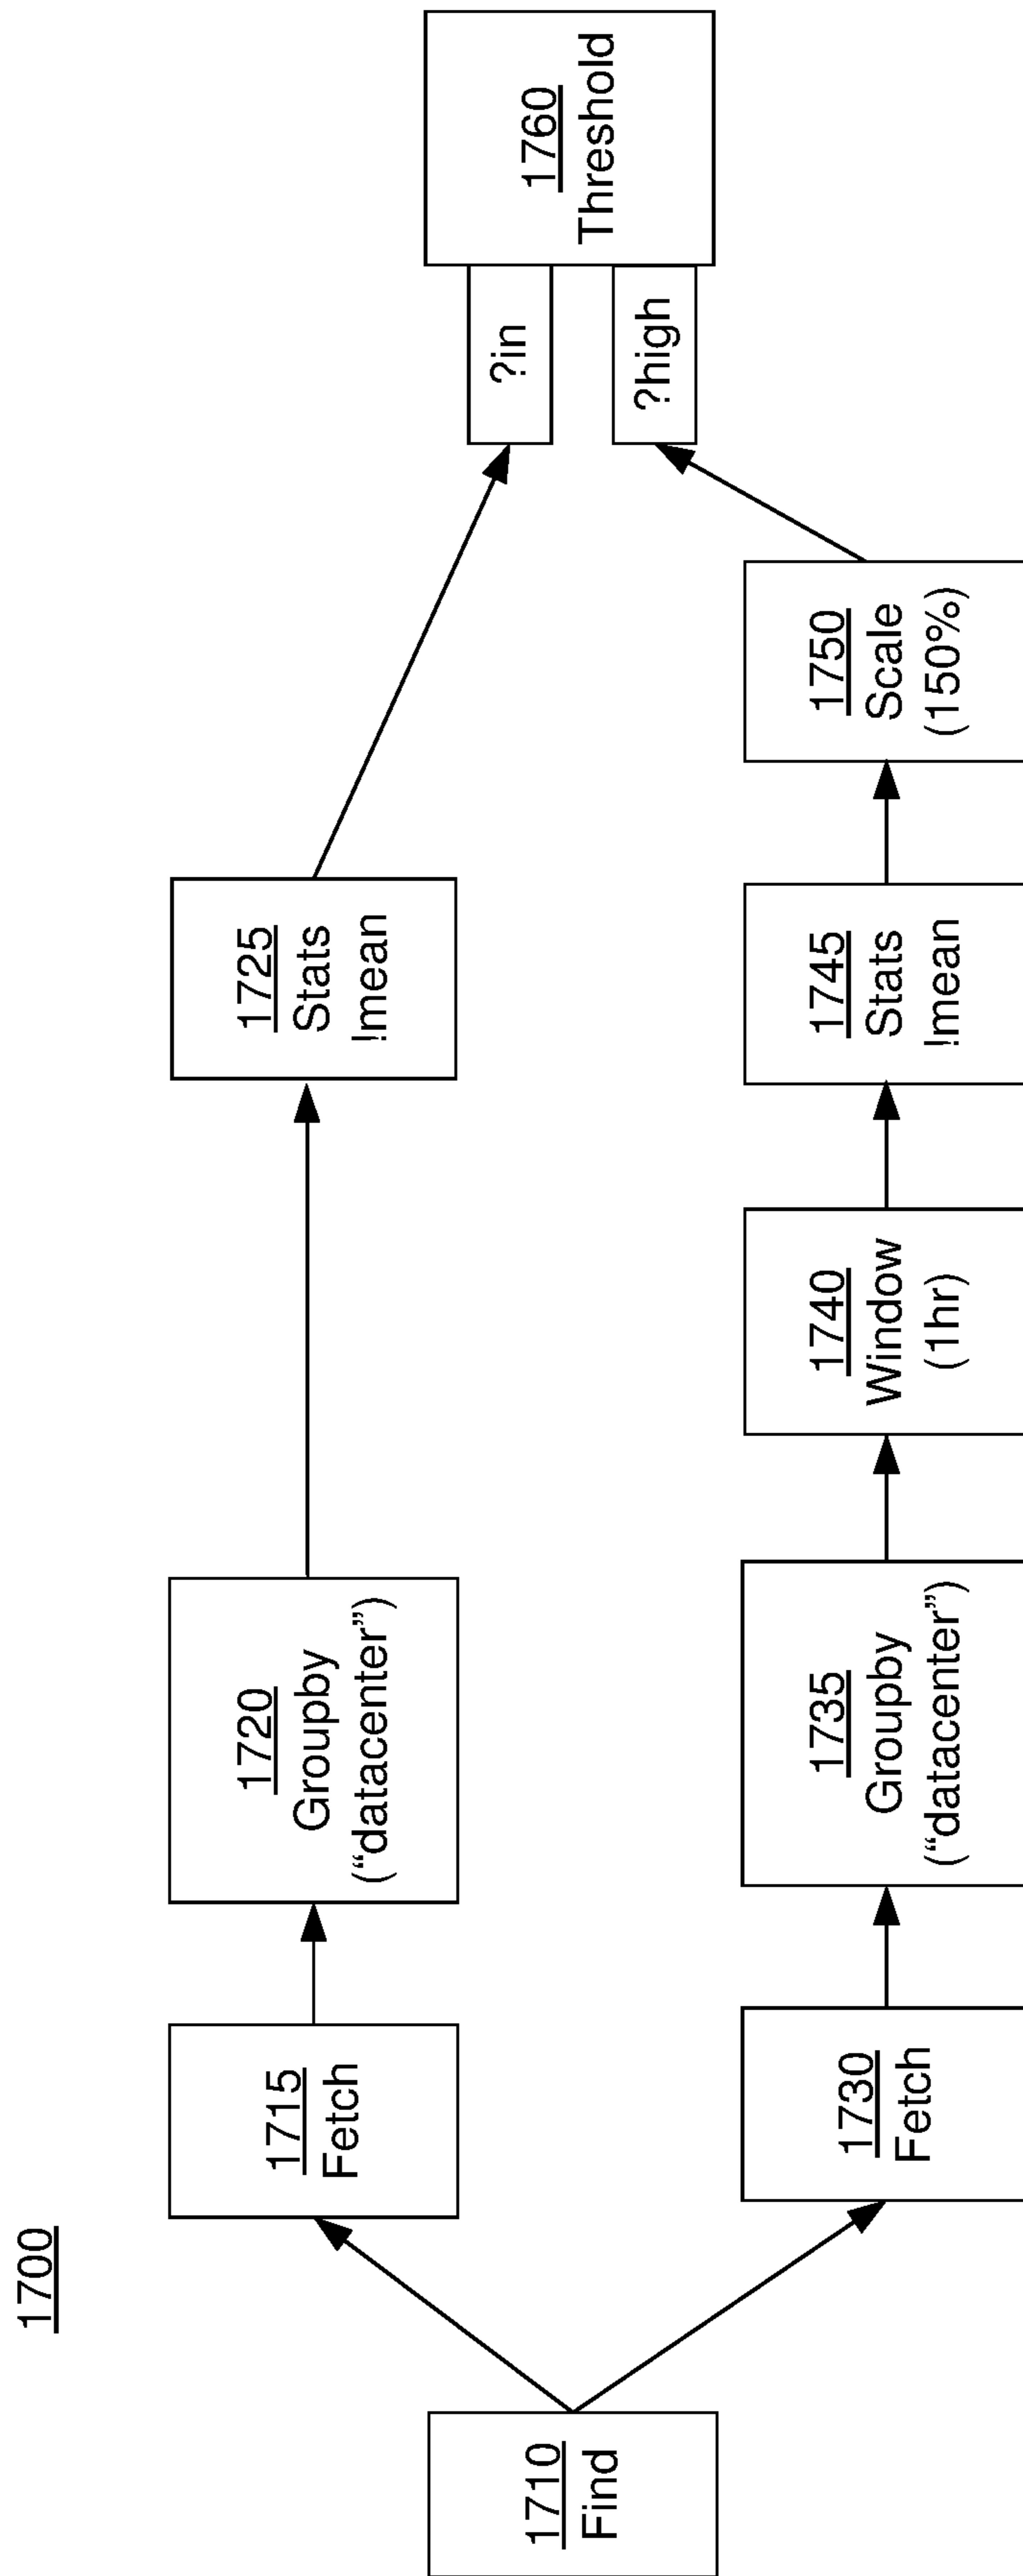 1700
1710
Find
1715
Fetch
1720
Groupby
(“datacenter”)
1725
Stats
!mean
1730
Fetch
1735
Groupby
(“datacenter”)
1740
Window
(1hr)
1745
Stats
!mean
1750
Scale
(150%)
?in
?high
1760
Threshold